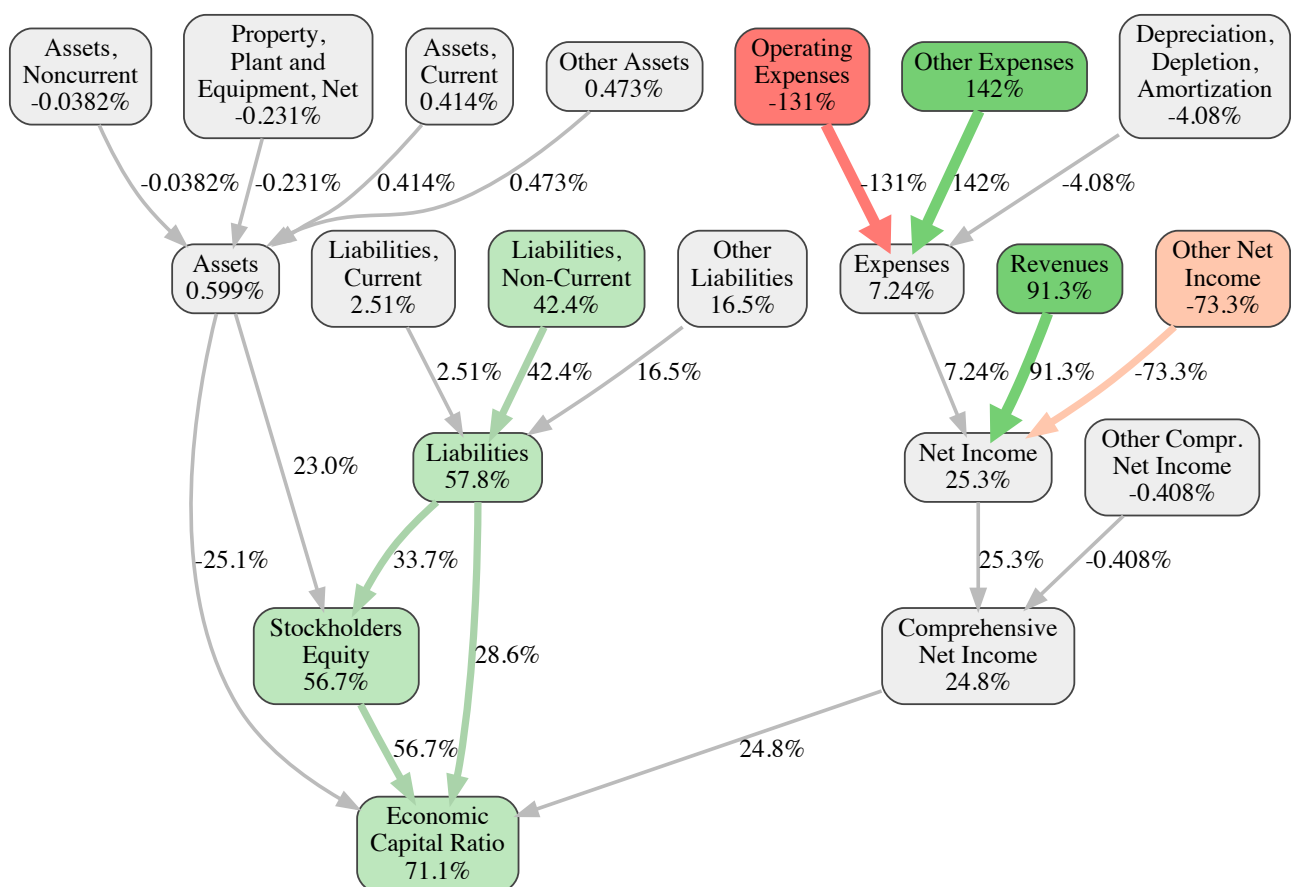 Assets,
Noncurrent
-0.0382%
Property,
Plant and
Equipment, Net
-0.231%
Assets,
Current
0.414%
Other Assets
0.473%
Operating
Expenses
-131%
Other Expenses
142%
Depreciation,
Depletion,
Amortization
-4.08%
-0.0382%
-0.231%
0.414%
0.473%
-131%
142%
-4.08%
Assets
0.599%
Liabilities,
Current
2.51%
Liabilities,
Non-Current
42.4%
Other
Liabilities
16.5%
Expenses
7.24%
Revenues
91.3%
Other Net
Income
-73.3%
2.51%
42.4%
16.5%
7.24%
91.3%
-73.3%
23.0%
Liabilities
57.8%
Net Income
25.3%
Other Compr.
Net Income
-0.408%
-25.1%
33.7%
25.3%
-0.408%
Stockholders
Equity
56.7%
28.6%
Comprehensive
Net Income
24.8%
56.7%
24.8%
Economic
Capital Ratio
71.1%